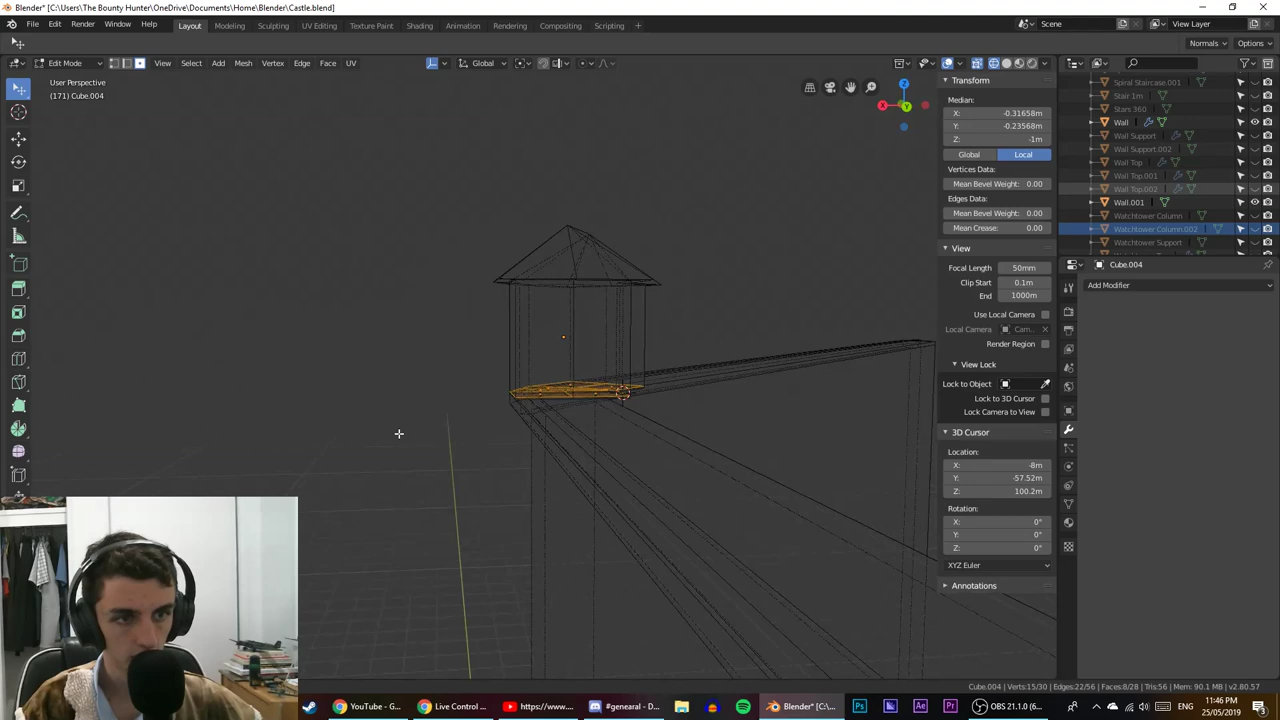 Blender* [C:\Users\The Bounty Hunter\OneDrive\Documents\Home\Blender\Castle.blend]
File Edit Render Window Help Layout Modeling Sculpting UV Editing Texture Paint Shading Animation Rendering Compositing Scripting + Scene View Layer
Normals Options
Edit Mode View Select Add Mesh Vertex Edge Face UV Global
User Perspective
(171) Cube.004
Transform
Median:
X: -0.31658m
Y: -0.23568m
Z: -1m
Global Local
Vertices Data:
Mean Bevel Weight: 0.00
Edges Data:
Mean Bevel Weight: 0.00
Mean Crease: 0.00
View
Focal Length 50mm
Clip Start 0.1m
End 1000m
Use Local Camera
Local Camera Cam...
Render Region
View Lock
Lock to Object
Lock to 3D Cursor
Lock Camera to View
3D Cursor
Location:
X: -8m
Y: -57.52m
Z: 100.2m
Rotation:
X: 0°
Y: 0°
Z: 0°
XYZ Euler
Annotations
Spiral Staircase.001
Stair 1m
Stars 360
Wall
Wall Support
Wall Support.002
Wall Top
Wall Top.001
Wall Top.002
Wall.001
Watchtower Column
Watchtower Column.002
Watchtower Support
Cube.004
Add Modifier
Cube.004 | Verts:15/30 | Edges:22/56 | Faces:8/28 | Tris:56 | Mem: 90.1 MB | v2.80.57
YouTube - G...
Live Control ...
https://www....
#genearal - D...
Blender* [C:\...
Ps
Ae
Pr
OBS 21.1.0 (6...
ENG
11:46 PM
25/05/2019